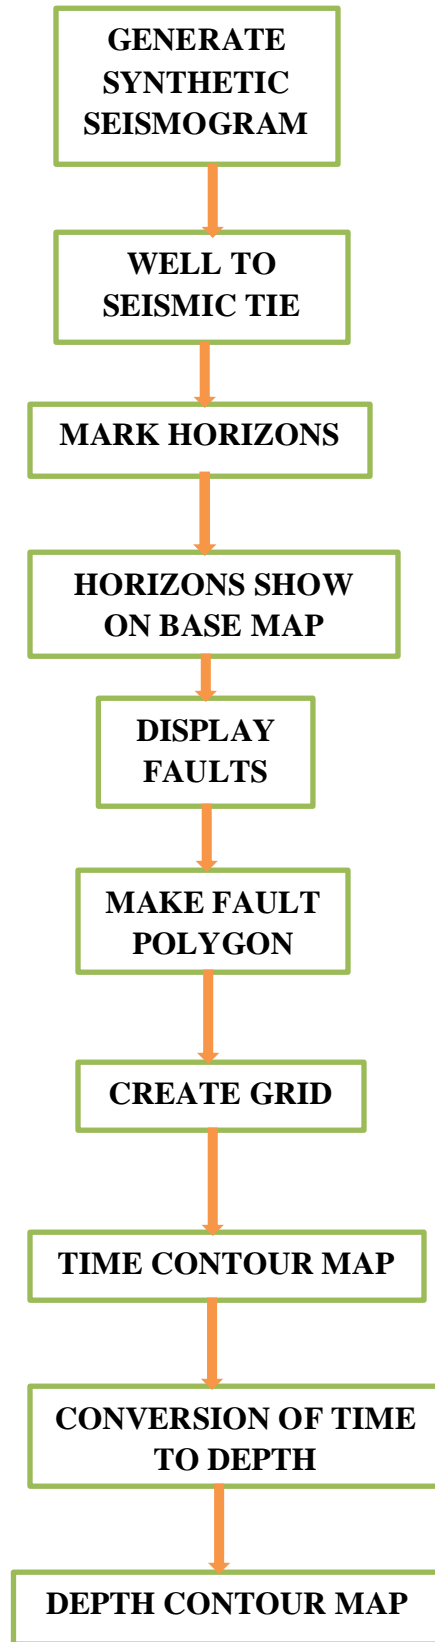 GENERATE
SYNTHETIC
SEISMOGRAM
WELL TO
SEISMIC TIE
MARK HORIZONS
HORIZONS SHOW
ON BASE MAP
DISPLAY
FAULTS
MAKE FAULT
POLYGON
CREATE GRID
TIME CONTOUR MAP
CONVERSION OF TIME
TO DEPTH
DEPTH CONTOUR MAP